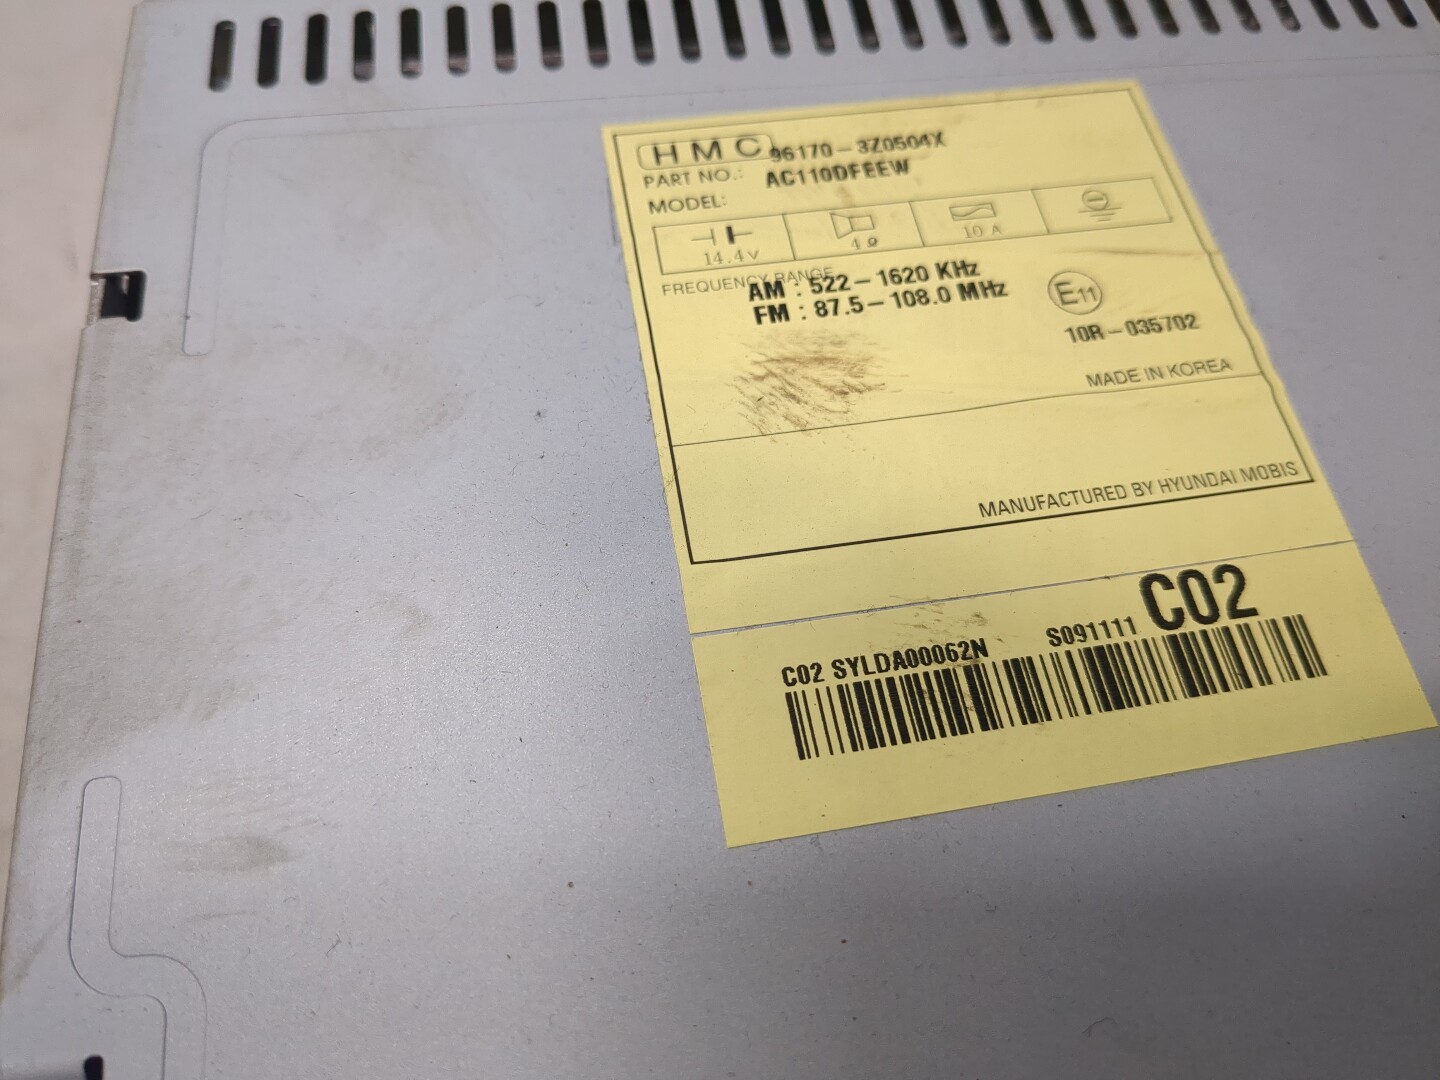 HMC
PART NO.: 96170-3Z0504X
MODEL: AC110DFEEW
14.4V 4Ω 10A
FREQUENCY RANGE
AM : 522-1620 KHz
FM : 87.5-108.0 MHz
E11
10R-035702
MADE IN KOREA
MANUFACTURED BY HYUNDAI MOBIS
C02 SYLDA00062N S091111 C02